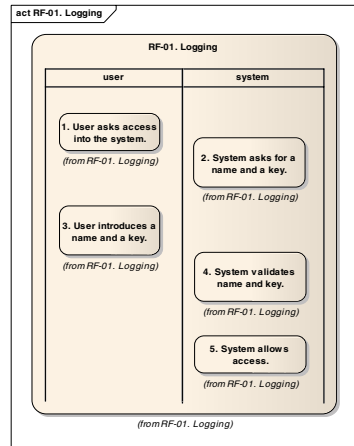 act RF-01. Logging
RF-01. Logging
user
system
1. User asks access
into the system.
(from RF-01. Logging)
2. System asks for a
name and a key.
(from RF-01. Logging)
3. User introduces a
name and a key.
(from RF-01. Logging)
4. System validates
name and key.
(from RF-01. Logging)
5. System allows
access.
(from RF-01. Logging)
(from RF-01. Logging)